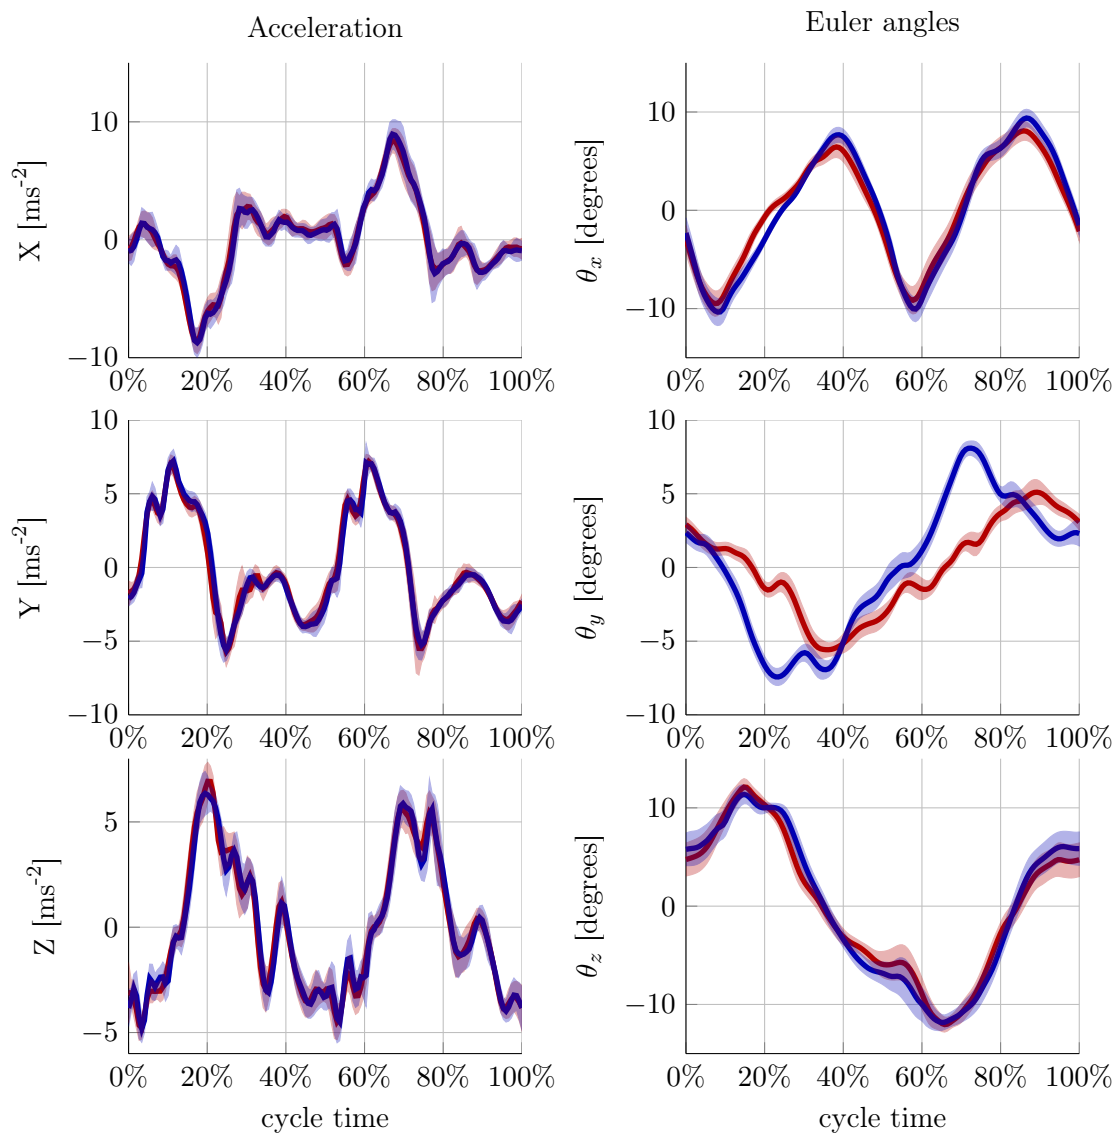 Acceleration
Euler angles
X [ms-2]
10
0
−10
0% 20% 40% 60% 80% 100%
θx [degrees]
10
0
−10
0% 20% 40% 60% 80% 100%
Y [ms-2]
10
5
0
−5
−10
0% 20% 40% 60% 80% 100%
θy [degrees]
10
5
0
−5
−10
0% 20% 40% 60% 80% 100%
Z [ms-2]
5
0
−5
0% 20% 40% 60% 80% 100%
cycle time
θz [degrees]
10
0
−10
0% 20% 40% 60% 80% 100%
cycle time